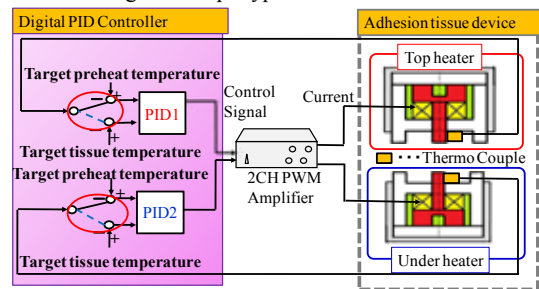 Digital PID Controller
Adhesion tissue device
Target preheat temperature
Control
Signal
Current
Top heater
PID1
Target tissue temperature
Target preheat temperature
2CH PWM
Amplifier
･･･Thermo Couple
PID2
Target tissue temperature
Under heater